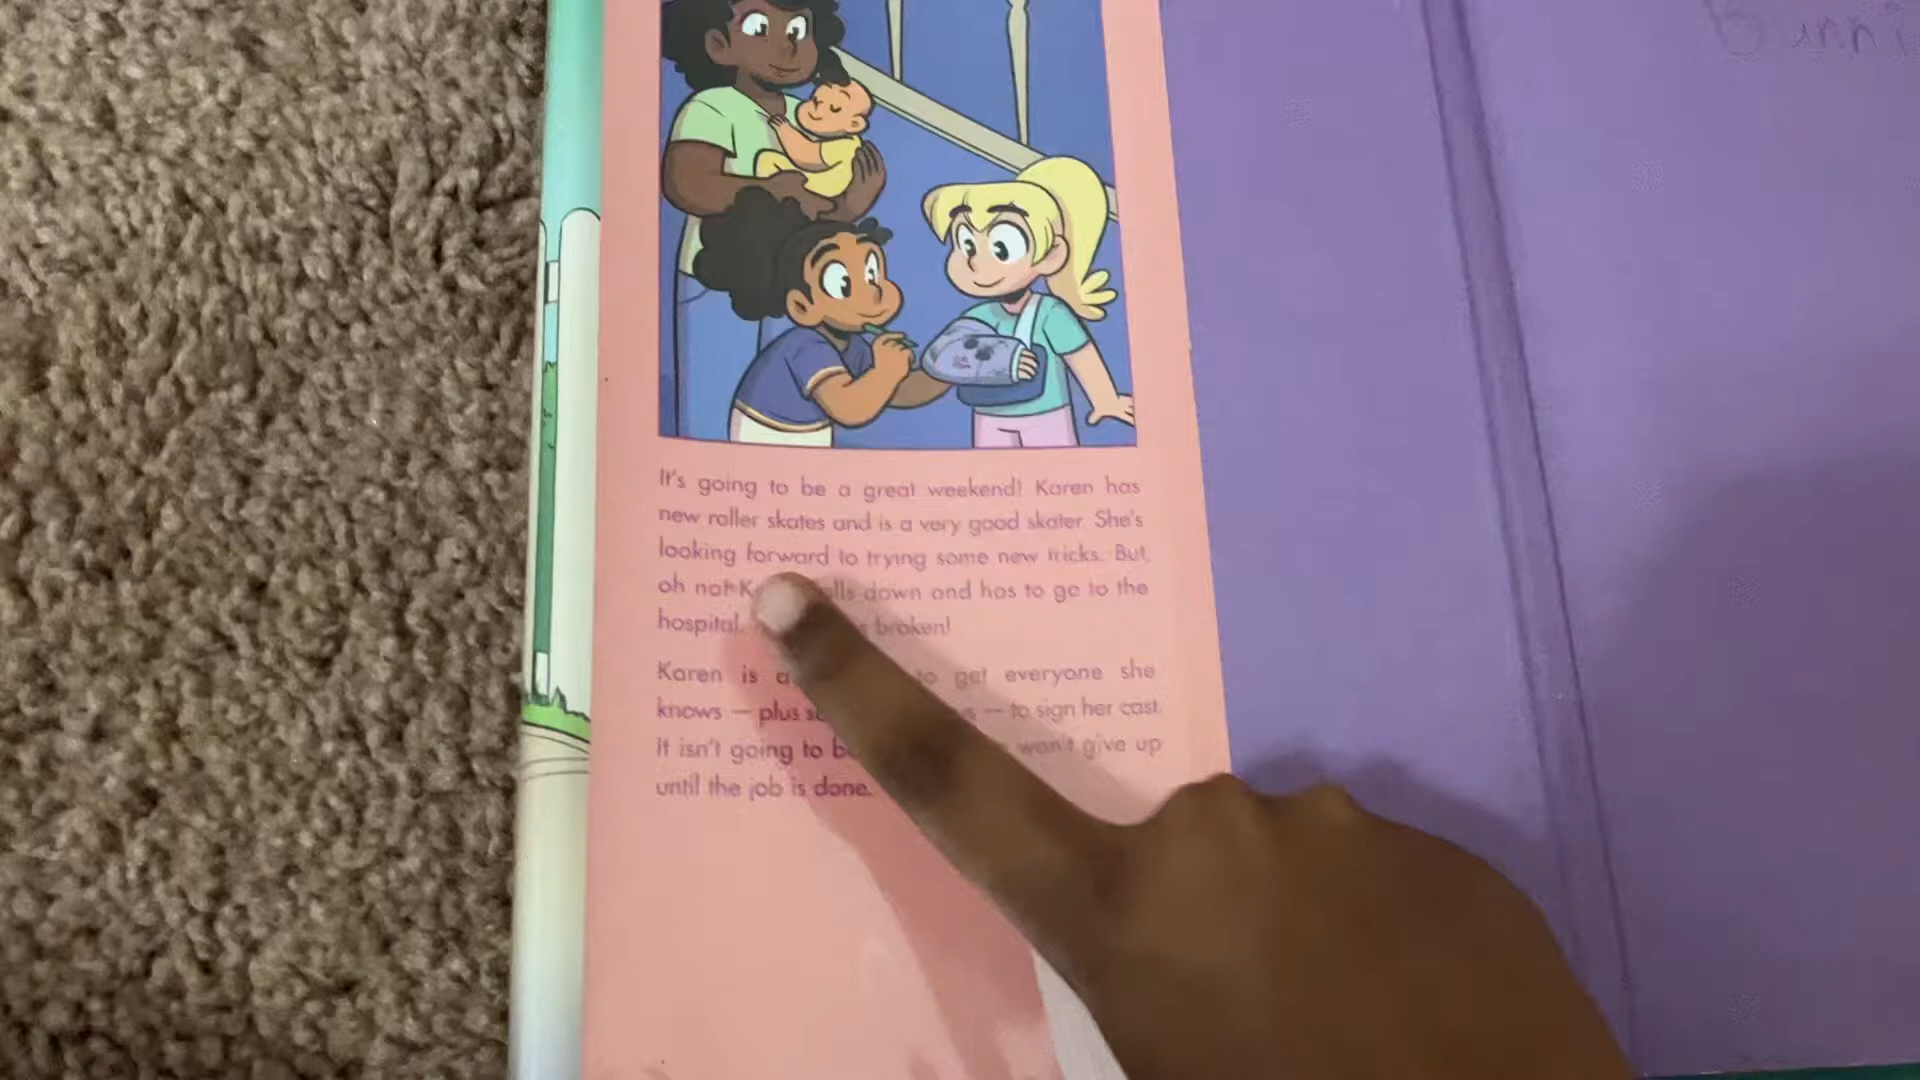 Bunni
It's going to be a great weekend! Karen has
new roller skates and is a very good skater. She's
looking forward to trying some new tricks. But,
oh no! down and has to go to the
hospital. broken!
Karen is to get everyone she
knows — plus — to sign her cast.
It isn't going to won't give up
until the job is done.